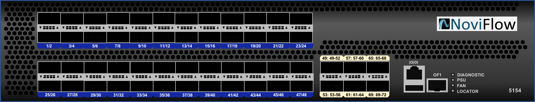 NoviFlow
1/2 3/4 5/6 7/8 9/10 11/12 13/14 15/16 17/18 19/20 21/22 23/24
49: 49-52 57: 57-60 65: 65-68
25/26 27/28 29/30 31/32 33/34 35/36 37/38 39/40 41/42 43/44 45/46 47/48
53: 53-56 61: 61-64 69: 69-72
OF1
DIAGNOSTIC
PSU
FAN
LOCATOR
5154